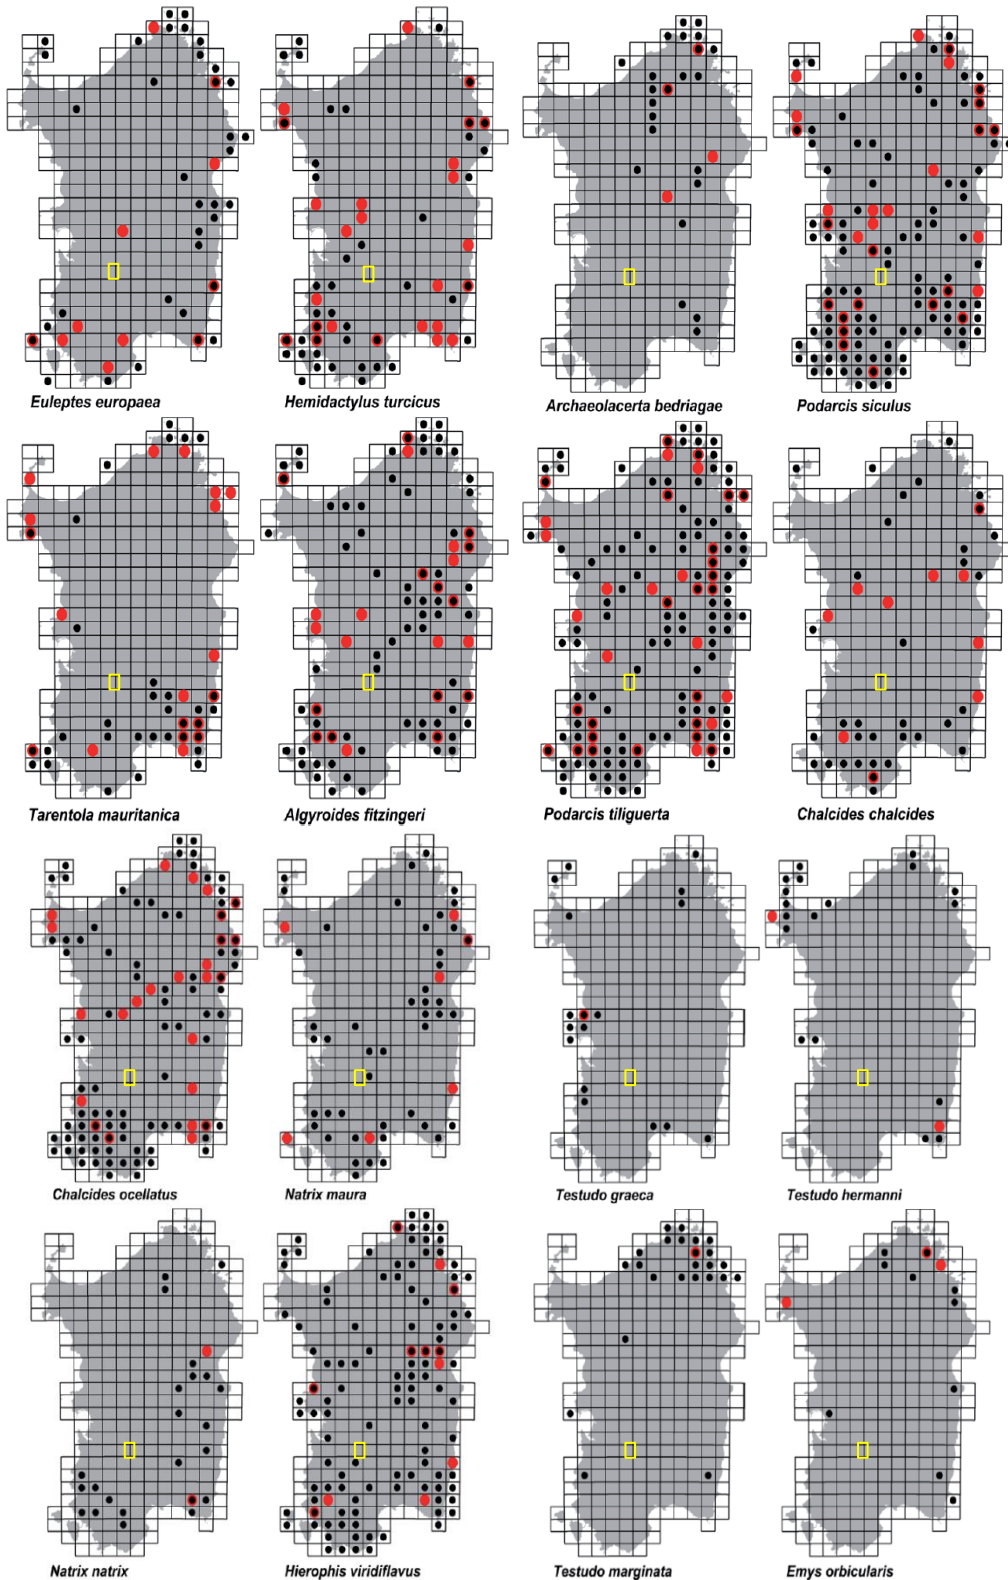 Euleptes europaea
Hemidactylus turcicus
Archaeolacerta bedriagae
Podarcis siculus
Tarentola mauritanica
Algyroides fitzingeri
Podarcis tiliguerta
Chalcides chalcides
Chalcides ocellatus
Natrix maura
Testudo graeca
Testudo hermanni
Natrix natrix
Hierophis viridiflavus
Testudo marginata
Emys orbicularis